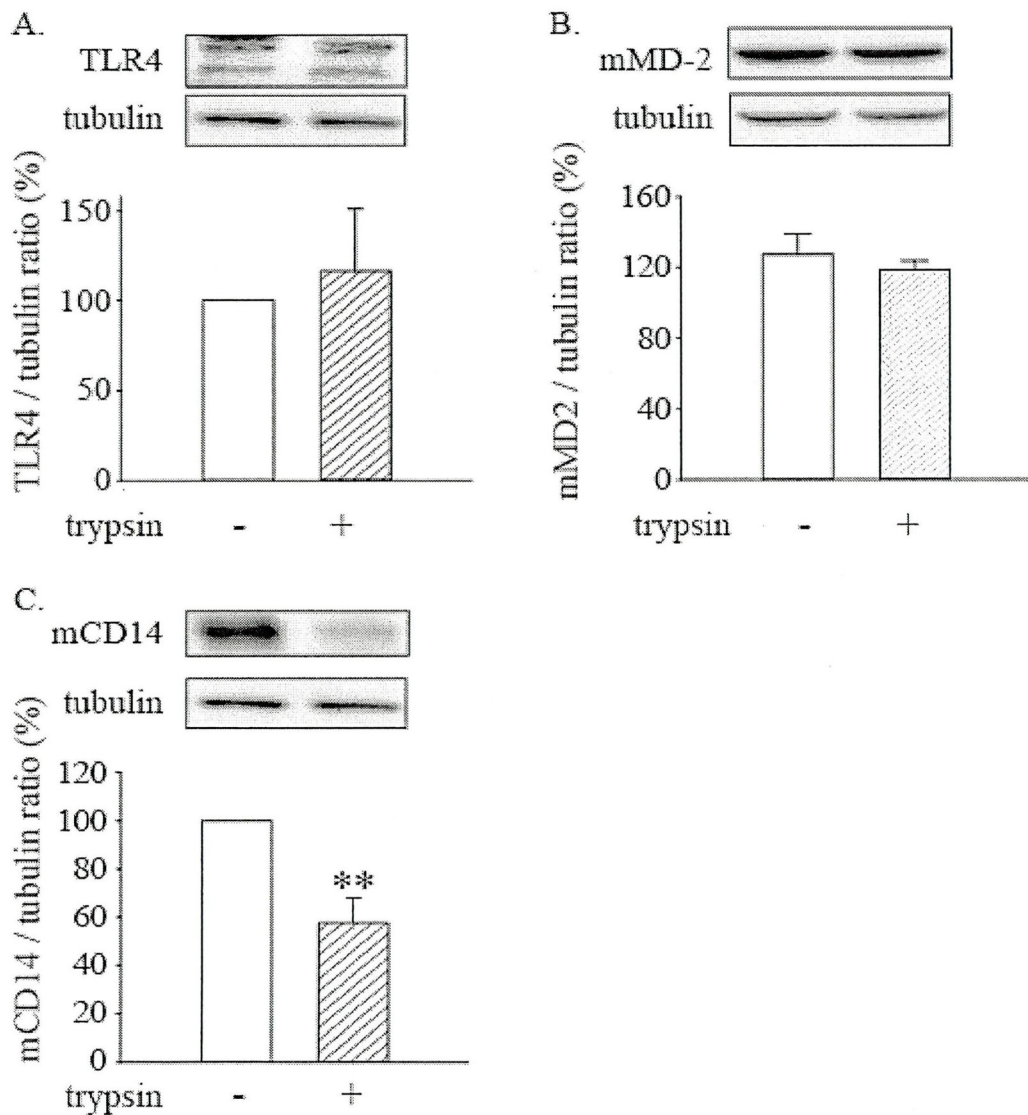 A.
TLR4
tubulin
TLR4 / tubulin ratio (%)
150
100
50
0
trypsin - +
B.
mMD-2
tubulin
mMD2 / tubulin ratio (%)
160
120
80
40
0
trypsin - +
C.
mCD14
tubulin
mCD14 / tubulin ratio (%)
120
100
80
60
40
20
0
**
trypsin - +